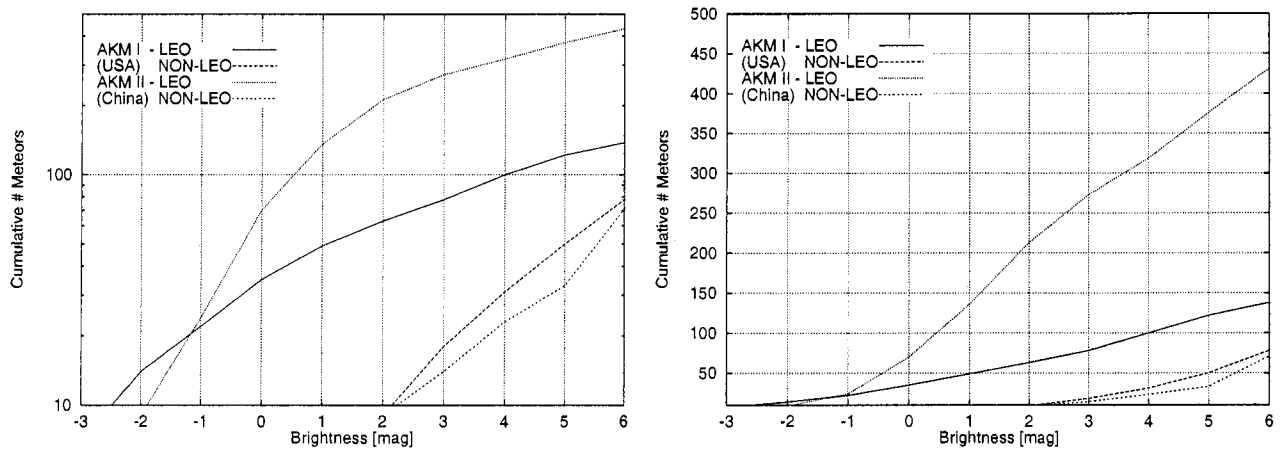 AKM I - LEO
(USA) NON-LEO
AKM II - LEO
(China) NON-LEO
100
10
Cumulative # Meteors
-3 -2 -1 0 1 2 3 4 5 6
Brightness [mag]
AKM I - LEO
(USA) NON-LEO
AKM II - LEO
(China) NON-LEO
500
450
400
350
300
250
200
150
100
50
Cumulative # Meteors
-3 -2 -1 0 1 2 3 4 5 6
Brightness [mag]